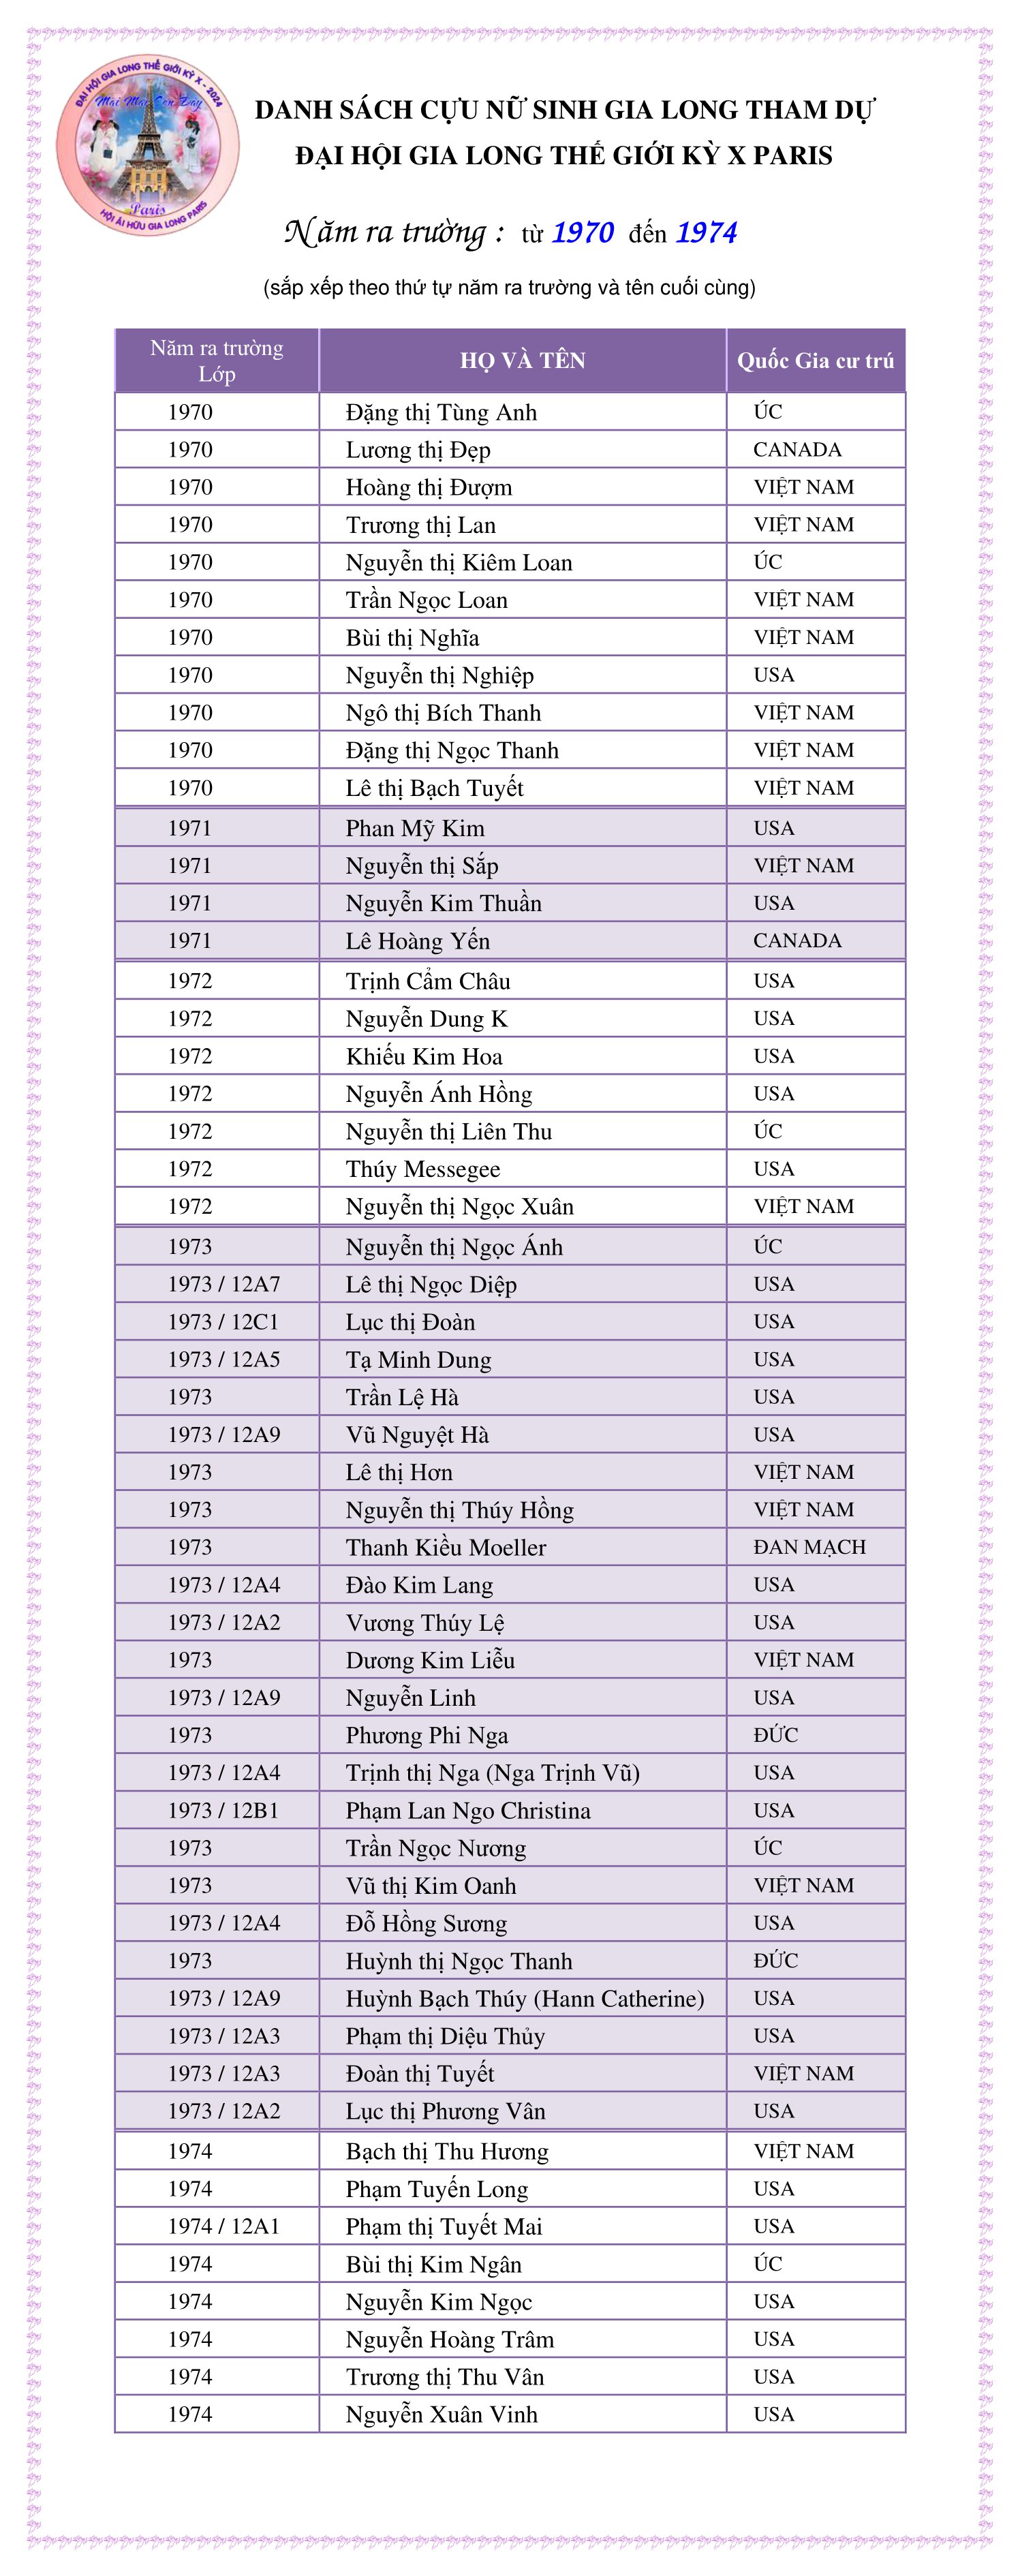 ĐẠI HỘI GIA LONG THẾ GIỚI KỲ X - 2024
Mai Mai Sen Day
Paris
HỘI ÁI HỮU GIA LONG PARIS
DANH SÁCH CỰU NỮ SINH GIA LONG THAM DỰ
ĐẠI HỘI GIA LONG THẾ GIỚI KỲ X PARIS
Năm ra trường : từ 1970 đến 1974
(sắp xếp theo thứ tự năm ra trường và tên cuối cùng)
Năm ra trường
Lớp HỌ VÀ TÊN Quốc Gia cư trú
1970 Đặng thị Tùng Anh ÚC
1970 Lương thị Đẹp CANADA
1970 Hoàng thị Đượm VIỆT NAM
1970 Trương thị Lan VIỆT NAM
1970 Nguyễn thị Kiêm Loan ÚC
1970 Trần Ngọc Loan VIỆT NAM
1970 Bùi thị Nghĩa VIỆT NAM
1970 Nguyễn thị Nghiệp USA
1970 Ngô thị Bích Thanh VIỆT NAM
1970 Đặng thị Ngọc Thanh VIỆT NAM
1970 Lê thị Bạch Tuyết VIỆT NAM
1971 Phan Mỹ Kim USA
1971 Nguyễn thị Sắp VIỆT NAM
1971 Nguyễn Kim Thuần USA
1971 Lê Hoàng Yến CANADA
1972 Trịnh Cẩm Châu USA
1972 Nguyễn Dung K USA
1972 Khiếu Kim Hoa USA
1972 Nguyễn Ánh Hồng USA
1972 Nguyễn thị Liên Thu ÚC
1972 Thúy Messegee USA
1972 Nguyễn thị Ngọc Xuân VIỆT NAM
1973 Nguyễn thị Ngọc Ánh ÚC
1973 / 12A7 Lê thị Ngọc Diệp USA
1973 / 12C1 Lục thị Đoàn USA
1973 / 12A5 Tạ Minh Dung USA
1973 Trần Lệ Hà USA
1973 / 12A9 Vũ Nguyệt Hà USA
1973 Lê thị Hơn VIỆT NAM
1973 Nguyễn thị Thúy Hồng VIỆT NAM
1973 Thanh Kiều Moeller ĐAN MẠCH
1973 / 12A4 Đào Kim Lang USA
1973 / 12A2 Vương Thúy Lệ USA
1973 Dương Kim Liễu VIỆT NAM
1973 / 12A9 Nguyễn Linh USA
1973 Phương Phi Nga ĐỨC
1973 / 12A4 Trịnh thị Nga (Nga Trịnh Vũ) USA
1973 / 12B1 Phạm Lan Ngo Christina USA
1973 Trần Ngọc Nương ÚC
1973 Vũ thị Kim Oanh VIỆT NAM
1973 / 12A4 Đỗ Hồng Sương USA
1973 Huỳnh thị Ngọc Thanh ĐỨC
1973 / 12A9 Huỳnh Bạch Thúy (Hann Catherine) USA
1973 / 12A3 Phạm thị Diệu Thủy USA
1973 / 12A3 Đoàn thị Tuyết VIỆT NAM
1973 / 12A2 Lục thị Phương Vân USA
1974 Bạch thị Thu Hương VIỆT NAM
1974 Phạm Tuyến Long USA
1974 / 12A1 Phạm thị Tuyết Mai USA
1974 Bùi thị Kim Ngân ÚC
1974 Nguyễn Kim Ngọc USA
1974 Nguyễn Hoàng Trâm USA
1974 Trương thị Thu Vân USA
1974 Nguyễn Xuân Vinh USA